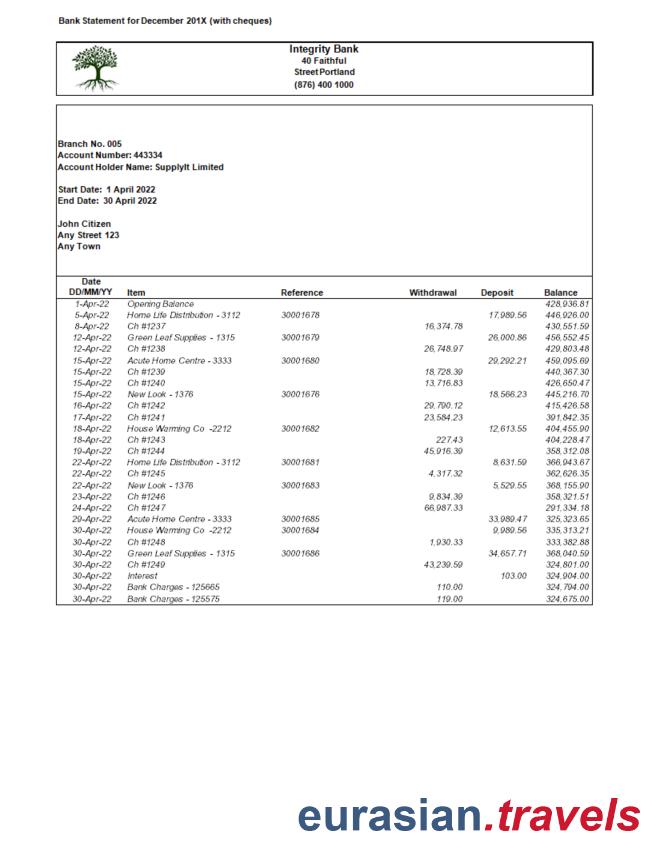 Bank Statement for December 201X (with cheques)
Integrity Bank
40 Faithful
Street Portland
(876) 400 1000
Branch No. 005
Account Number: 443334
Account Holder Name: SupplyIt Limited
Start Date: 1 April 2022
End Date: 30 April 2022
John Citizen
Any Street 123
Any Town
Date
DD/MM/YY Item Reference Withdrawal Deposit Balance
1-Apr-22 Opening Balance 428,936.81
5-Apr-22 Home Life Distribution - 3112 30001678 17,989.56 446,926.00
8-Apr-22 Ch #1237 16,374.78 430,551.59
12-Apr-22 Green Leaf Supplies - 1315 30001679 26,000.86 456,552.45
12-Apr-22 Ch #1238 26,748.97 429,803.48
15-Apr-22 Acute Home Centre - 3333 30001680 29,292.21 459,095.69
15-Apr-22 Ch #1239 18,728.39 440,367.30
15-Apr-22 Ch #1240 13,716.83 426,650.47
15-Apr-22 New Look - 1376 30001676 18,566.23 445,216.70
16-Apr-22 Ch #1242 29,790.12 415,426.58
17-Apr-22 Ch #1241 23,584.23 391,842.35
18-Apr-22 House Warming Co -2212 30001682 12,613.55 404,455.90
18-Apr-22 Ch #1243 227.43 404,228.47
19-Apr-22 Ch #1244 45,916.39 358,312.08
22-Apr-22 Home Life Distribution - 3112 30001681 8,631.59 366,943.67
22-Apr-22 Ch #1245 4,317.32 362,626.35
22-Apr-22 New Look - 1376 30001683 5,529.55 368,155.90
23-Apr-22 Ch #1246 9,834.39 358,321.51
24-Apr-22 Ch #1247 66,987.33 291,334.18
29-Apr-22 Acute Home Centre - 3333 30001685 33,989.47 325,323.65
30-Apr-22 House Warming Co -2212 30001684 9,989.56 335,313.21
30-Apr-22 Ch #1248 1,930.33 333,382.88
30-Apr-22 Green Leaf Supplies - 1315 30001686 34,657.71 368,040.59
30-Apr-22 Ch #1249 43,239.59 324,801.00
30-Apr-22 Interest 103.00 324,904.00
30-Apr-22 Bank Charges - 125665 110.00 324,794.00
30-Apr-22 Bank Charges - 125575 119.00 324,675.00
eurasian.travels